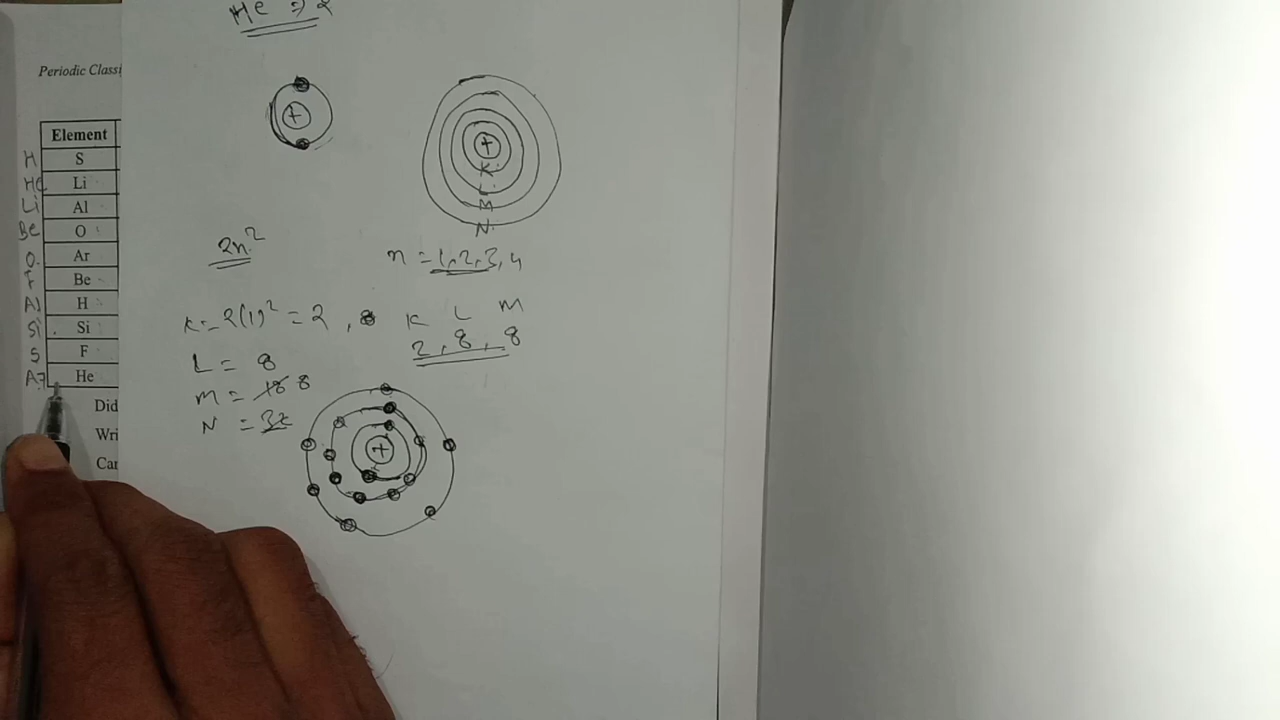 He => 2
Periodic Classi
Element
H S
He Li
Li Al
Be O
O Ar
F Be
Al H
Si Si
S F
Ar He
Did
Wri
Car
+
+
K
L
M
N
2n²
n = 1,2,3,4
K = 2(1)² = 2 , 8
K L M
2 , 8 , 8
L = 8
M = 18 8
N = 32
+